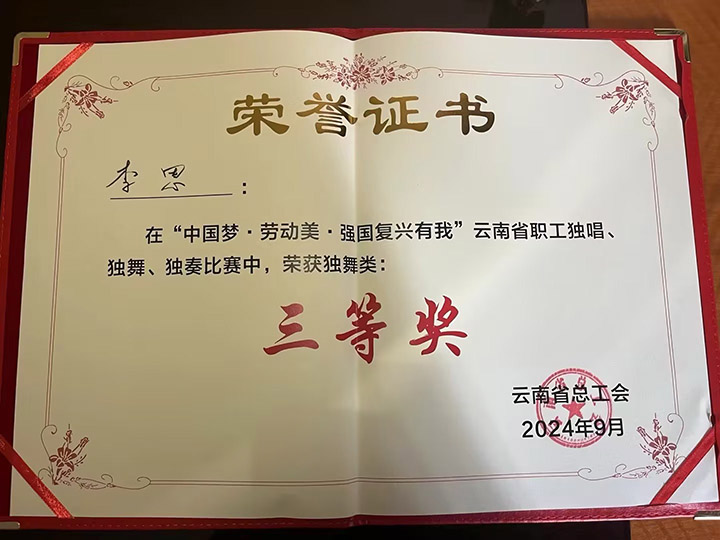 荣誉证书
李思：
在“中国梦·劳动美·强国复兴有我”云南省职工独唱、
独舞、独奏比赛中，荣获独舞类：
三等奖
云南省总工会
2024年9月